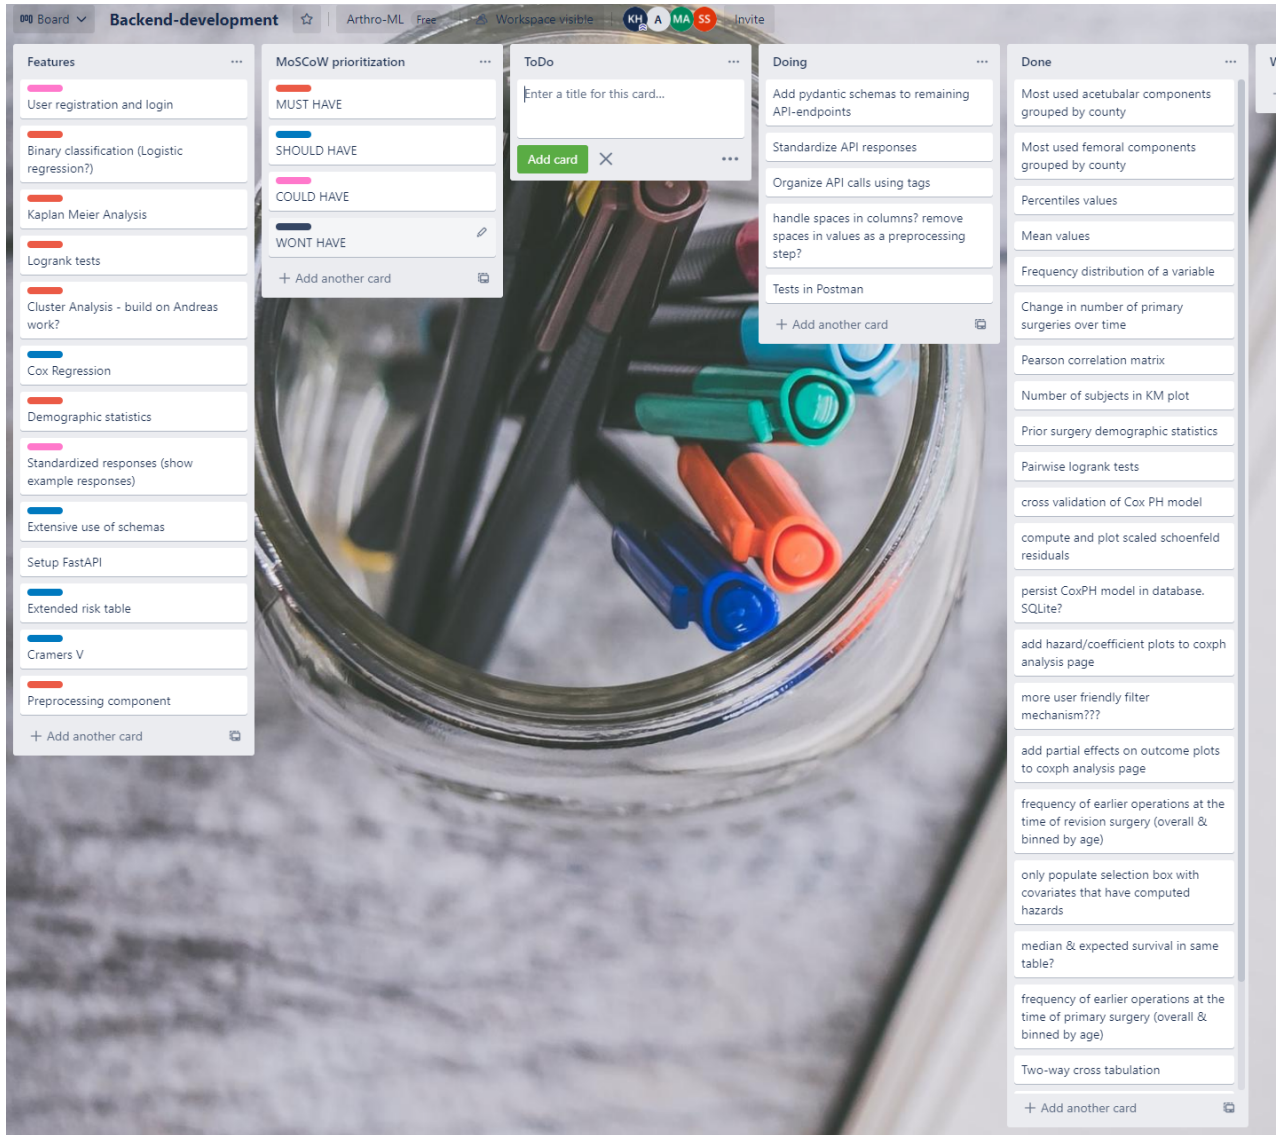 Board
Backend-development
Arthro-ML Free
Workspace visible
KH A MA SS
Invite
Features
User registration and login
Binary classification (Logistic
regression?)
Kaplan Meier Analysis
Logrank tests
Cluster Analysis - build on Andreas
work?
Cox Regression
Demographic statistics
Standardized responses (show
example responses)
Extensive use of schemas
Setup FastAPI
Extended risk table
Cramers V
Preprocessing component
+ Add another card
MoSCoW prioritization
MUST HAVE
SHOULD HAVE
COULD HAVE
WONT HAVE
+ Add another card
ToDo
Enter a title for this card...
Add card
Doing
Add pydantic schemas to remaining
API-endpoints
Standardize API responses
Organize API calls using tags
handle spaces in columns? remove
spaces in values as a preprocessing
step?
Tests in Postman
+ Add another card
Done
Most used acetubalar components
grouped by county
Most used femoral components
grouped by county
Percentiles values
Mean values
Frequency distribution of a variable
Change in number of primary
surgeries over time
Pearson correlation matrix
Number of subjects in KM plot
Prior surgery demographic statistics
Pairwise logrank tests
cross validation of Cox PH model
compute and plot scaled schoenfeld
residuals
persist CoxPH model in database.
SQLite?
add hazard/coefficient plots to coxph
analysis page
more user friendly filter
mechanism???
add partial effects on outcome plots
to coxph analysis page
frequency of earlier operations at the
time of revision surgery (overall &
binned by age)
only populate selection box with
covariates that have computed
hazards
median & expected survival in same
table?
frequency of earlier operations at the
time of primary surgery (overall &
binned by age)
Two-way cross tabulation
+ Add another card